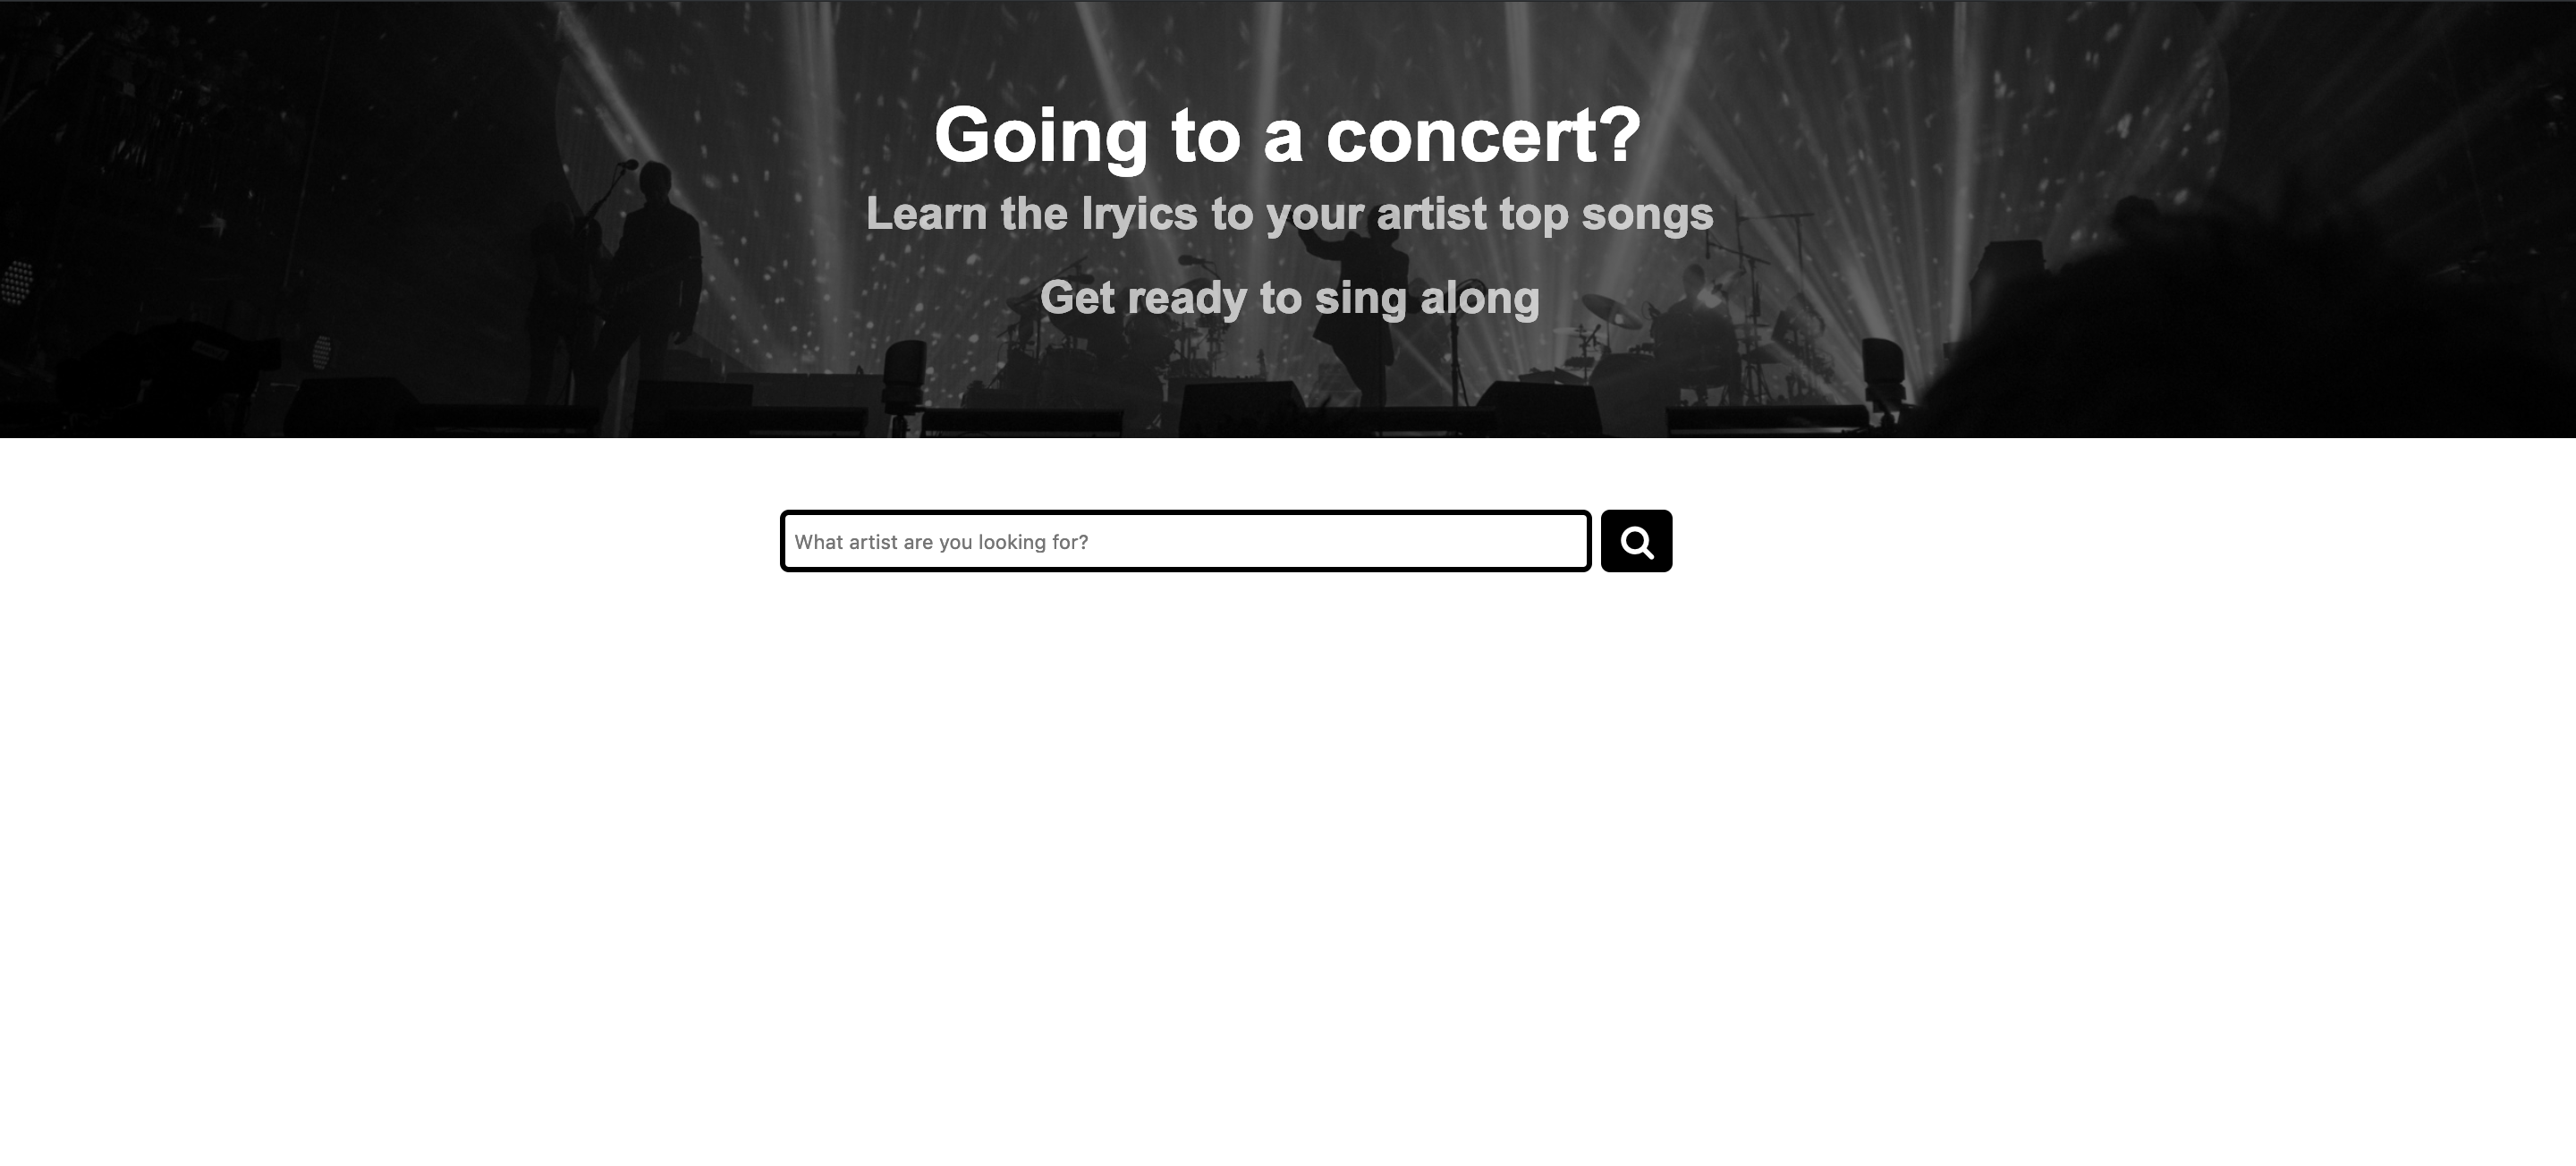 Going to a concert?
Learn the lryics to your artist top songs
Get ready to sing along
What artist are you looking for?